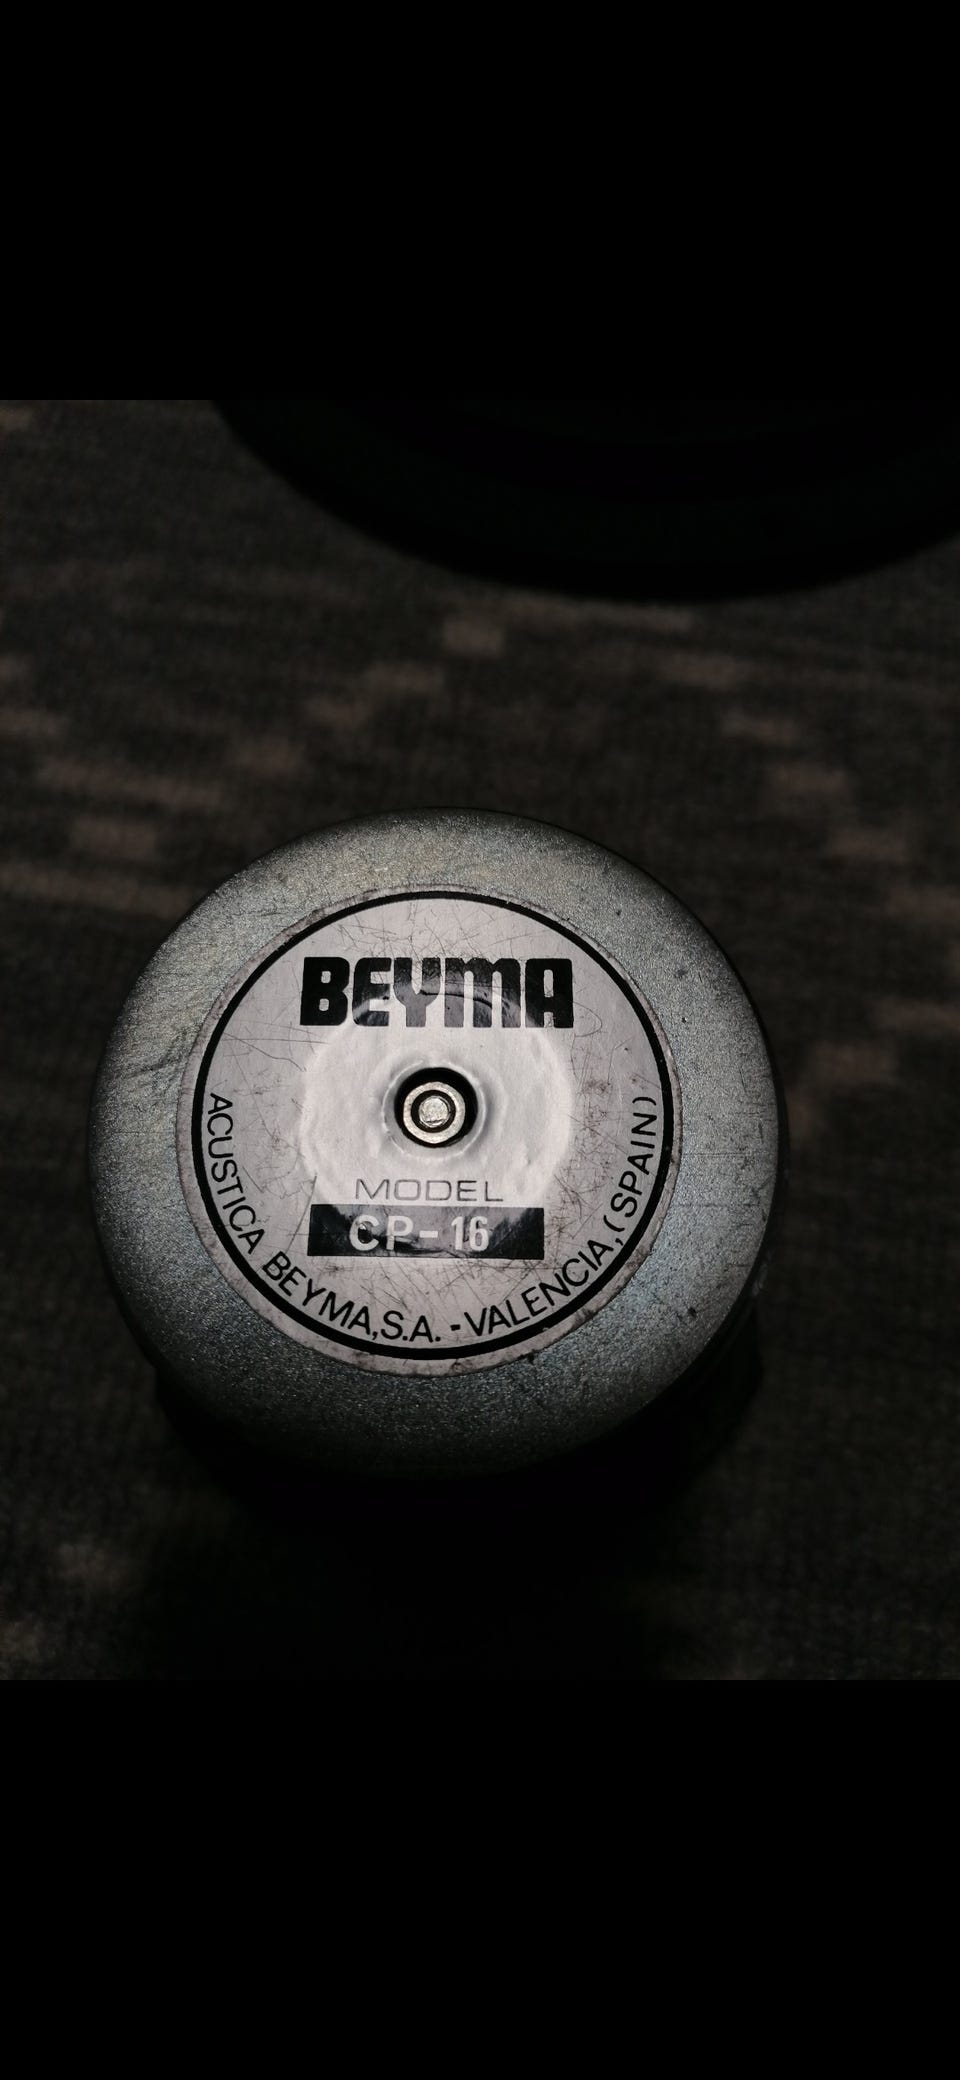 BEYMA
MODEL
CP-16
ACUSTICA BEYMA,S.A. - VALENCIA,(SPAIN)